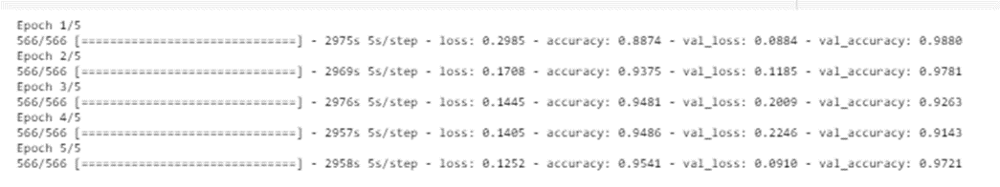 Epoch 1/5
566/566 [==============================] - 2975s 5s/step - loss: 0.2985 - accuracy: 0.8874 - val_loss: 0.0884 - val_accuracy: 0.9880
Epoch 2/5
566/566 [==============================] - 2969s 5s/step - loss: 0.1708 - accuracy: 0.9375 - val_loss: 0.1185 - val_accuracy: 0.9781
Epoch 3/5
566/566 [==============================] - 2976s 5s/step - loss: 0.1445 - accuracy: 0.9481 - val_loss: 0.2009 - val_accuracy: 0.9263
Epoch 4/5
566/566 [==============================] - 2957s 5s/step - loss: 0.1405 - accuracy: 0.9486 - val_loss: 0.2246 - val_accuracy: 0.9143
Epoch 5/5
566/566 [==============================] - 2958s 5s/step - loss: 0.1252 - accuracy: 0.9541 - val_loss: 0.0910 - val_accuracy: 0.9721